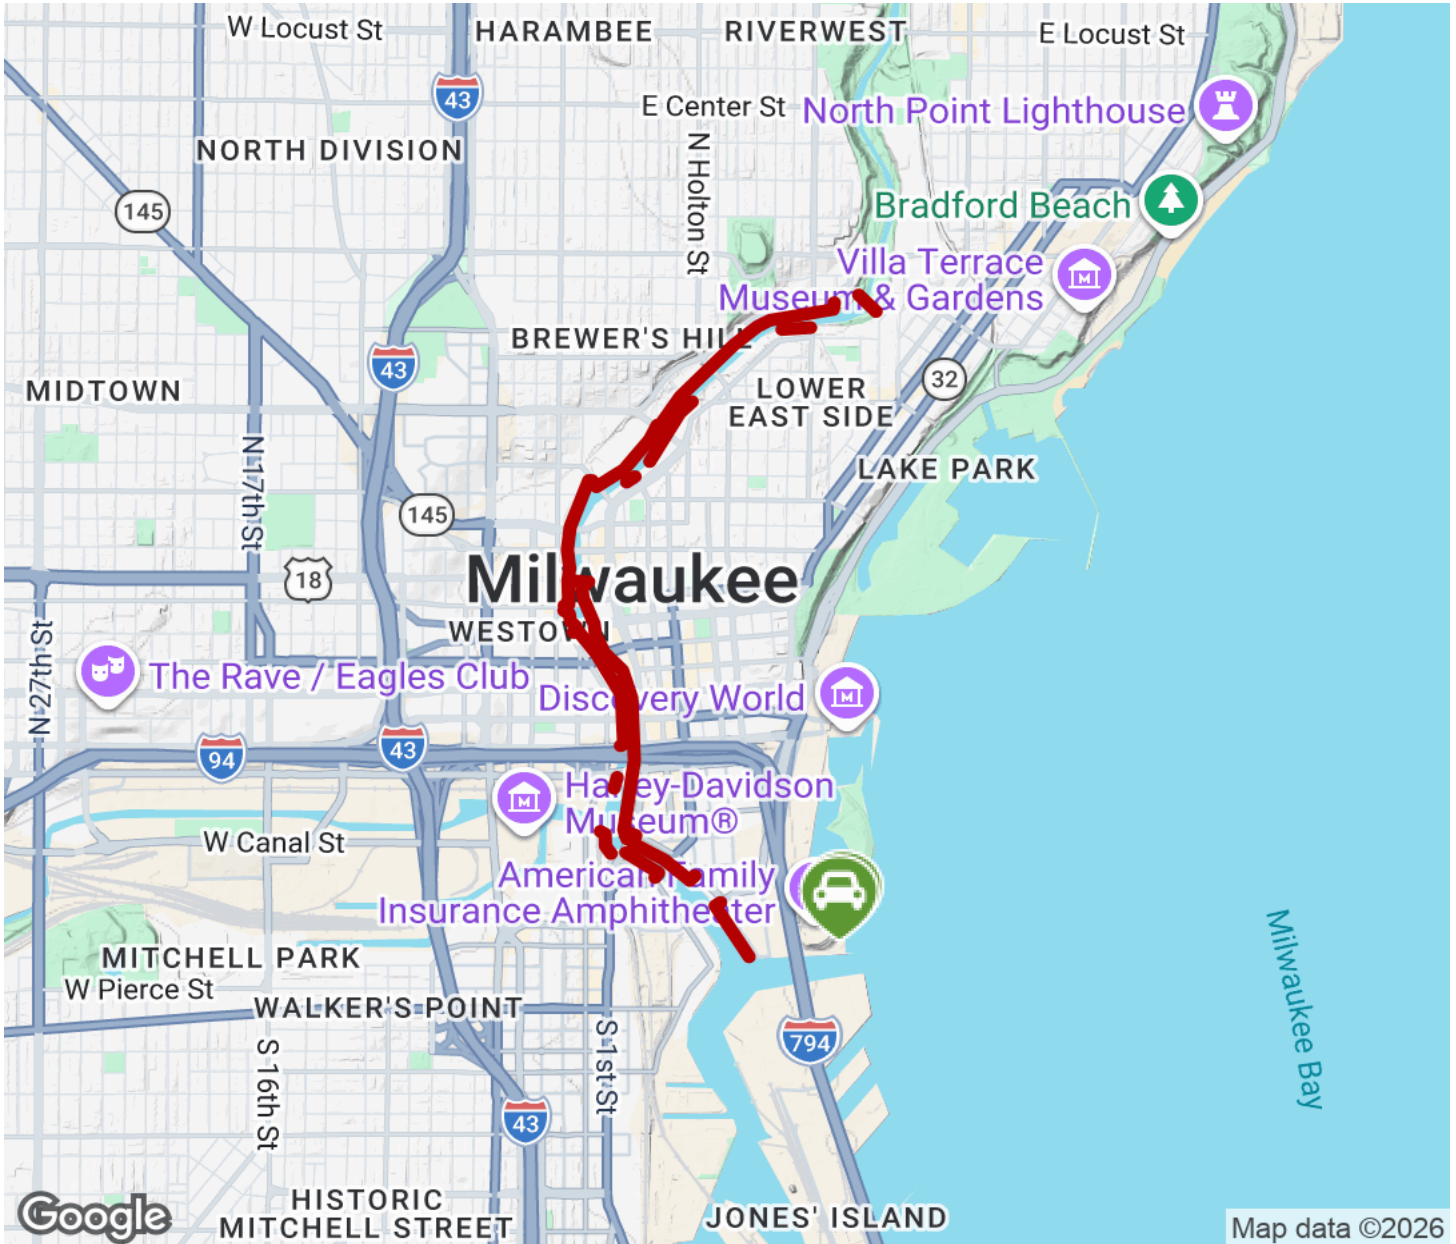 W Locust St
HARAMBEE
RIVERWEST
E Locust St
43
E Center St
North Point Lighthouse
NORTH DIVISION
N Holton St
145
Bradford Beach
Villa Terrace
Museum & Gardens
BREWER'S HILL
43
MIDTOWN
LOWER
EAST SIDE
32
N 17th St
LAKE PARK
145
18
Milwaukee
WESTOWN
N 27th St
The Rave / Eagles Club
Discovery World
94
43
Harley-Davidson
Museum®
W Canal St
American Family
Insurance Amphitheater
MITCHELL PARK
W Pierce St
WALKER'S POINT
Milwaukee Bay
S 16th St
S 1st St
794
43
HISTORIC
MITCHELL STREET
JONES' ISLAND
Google
Map data ©2026